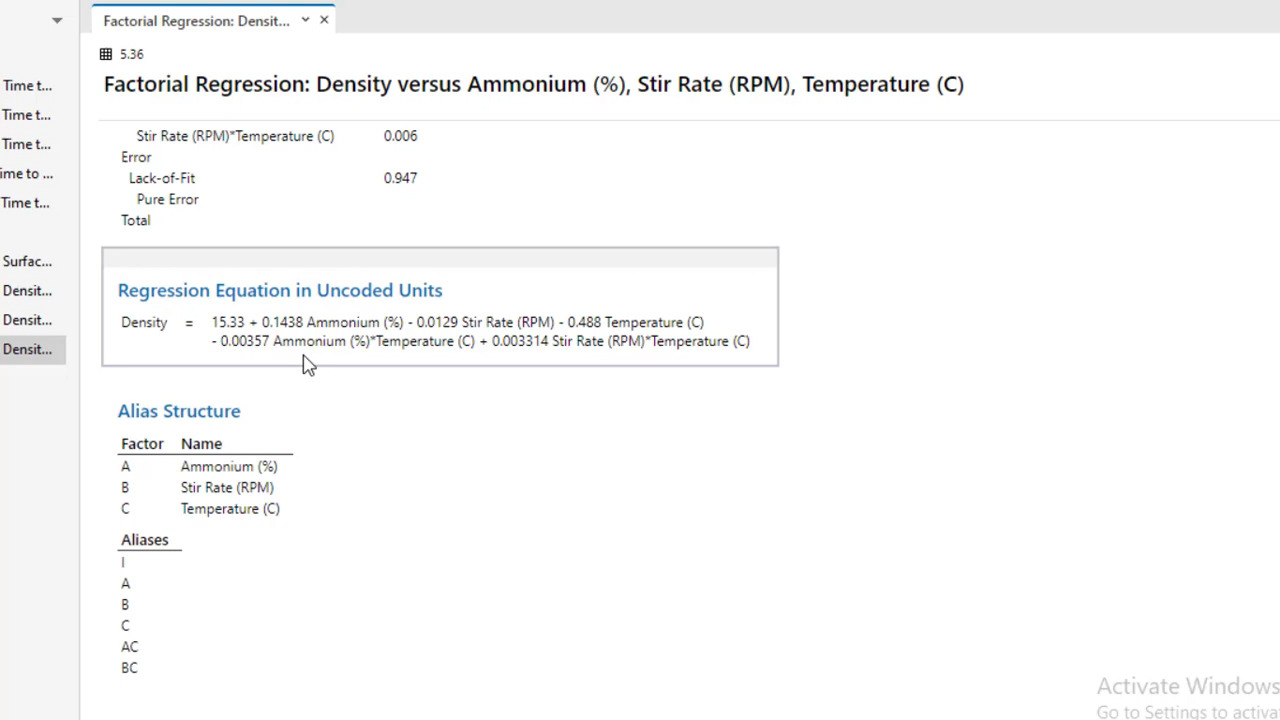 Factorial Regression: Densit...
5.36
Factorial Regression: Density versus Ammonium (%), Stir Rate (RPM), Temperature (C)
Time t...
Time t...
Time t...
ime to ...
Time t...
Surfac...
Densit...
Densit...
Densit...
Stir Rate (RPM)*Temperature (C) 0.006
Error
Lack-of-Fit 0.947
Pure Error
Total
Regression Equation in Uncoded Units
Density = 15.33 + 0.1438 Ammonium (%) - 0.0129 Stir Rate (RPM) - 0.488 Temperature (C)
- 0.00357 Ammonium (%)*Temperature (C) + 0.003314 Stir Rate (RPM)*Temperature (C)
Alias Structure
Factor Name
A Ammonium (%)
B Stir Rate (RPM)
C Temperature (C)
Aliases
I
A
B
C
AC
BC
Activate Windows
Go to Settings to activa